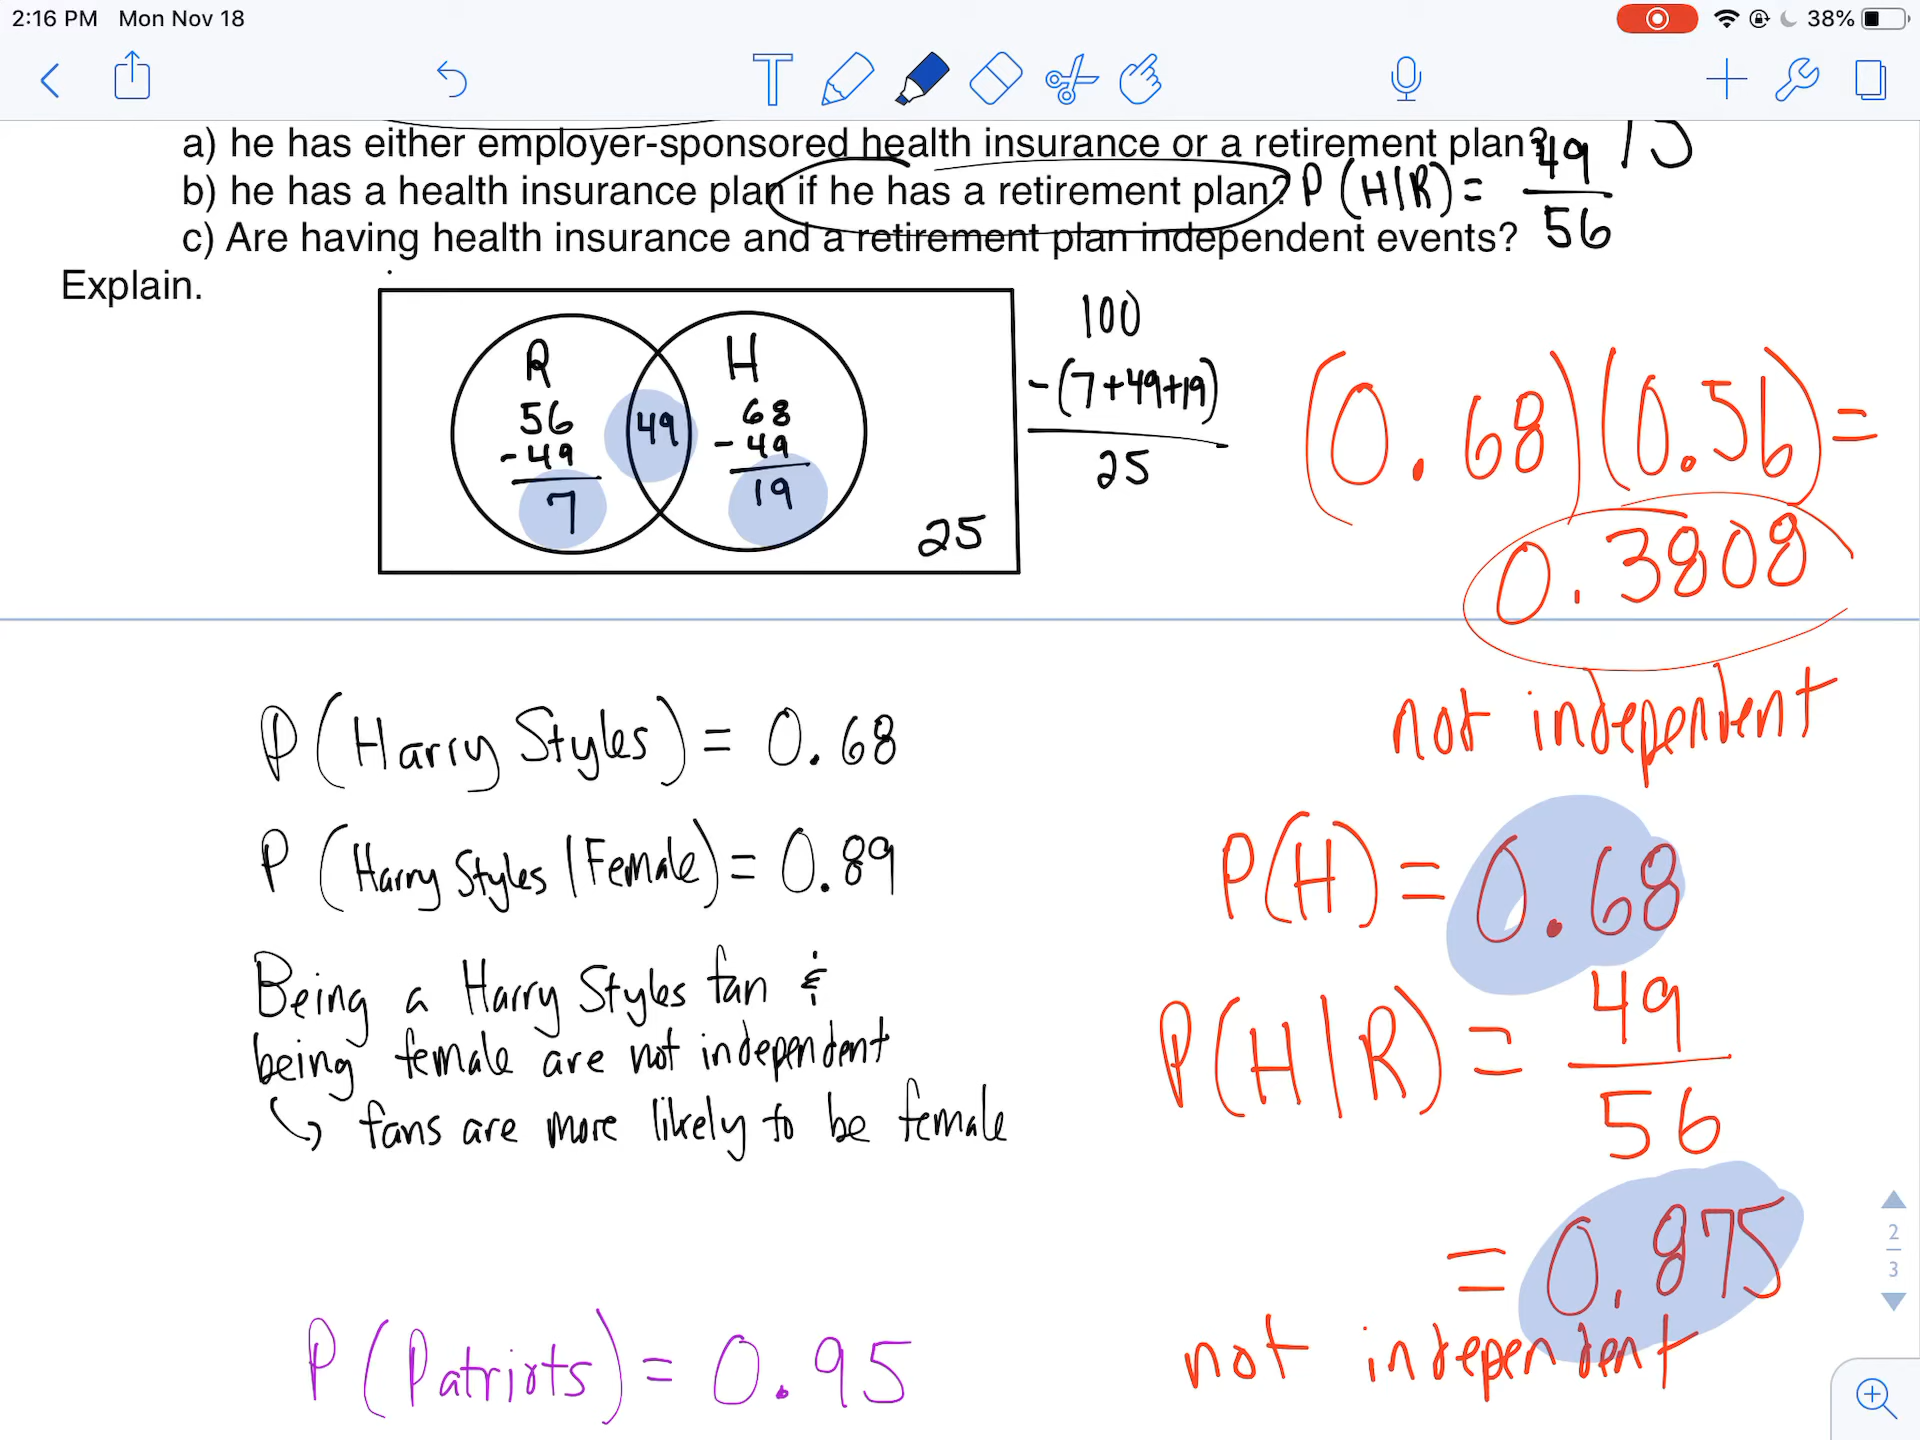 2:16 PM Mon Nov 18
38%
T
a) he has either employer-sponsored health insurance or a retirement plan?
b) he has a health insurance plan if he has a retirement plan? P(H|R) = 49/56
c) Are having health insurance and a retirement plan independent events?
Explain.
R
56
-49
7
49
H
68
-49
19
25
100
-(7+49+19)
25
(0.68)(0.56)=
0.3808
not independent
P(Harry Styles) = 0.68
P(Harry Styles | Female) = 0.89
Being a Harry Styles fan &
being female are not independent
↳ fans are more likely to be female
P(H) = 0.68
P(H|R) = 49/56
= 0.875
not independent
P(Patriots) = 0.95
2
3